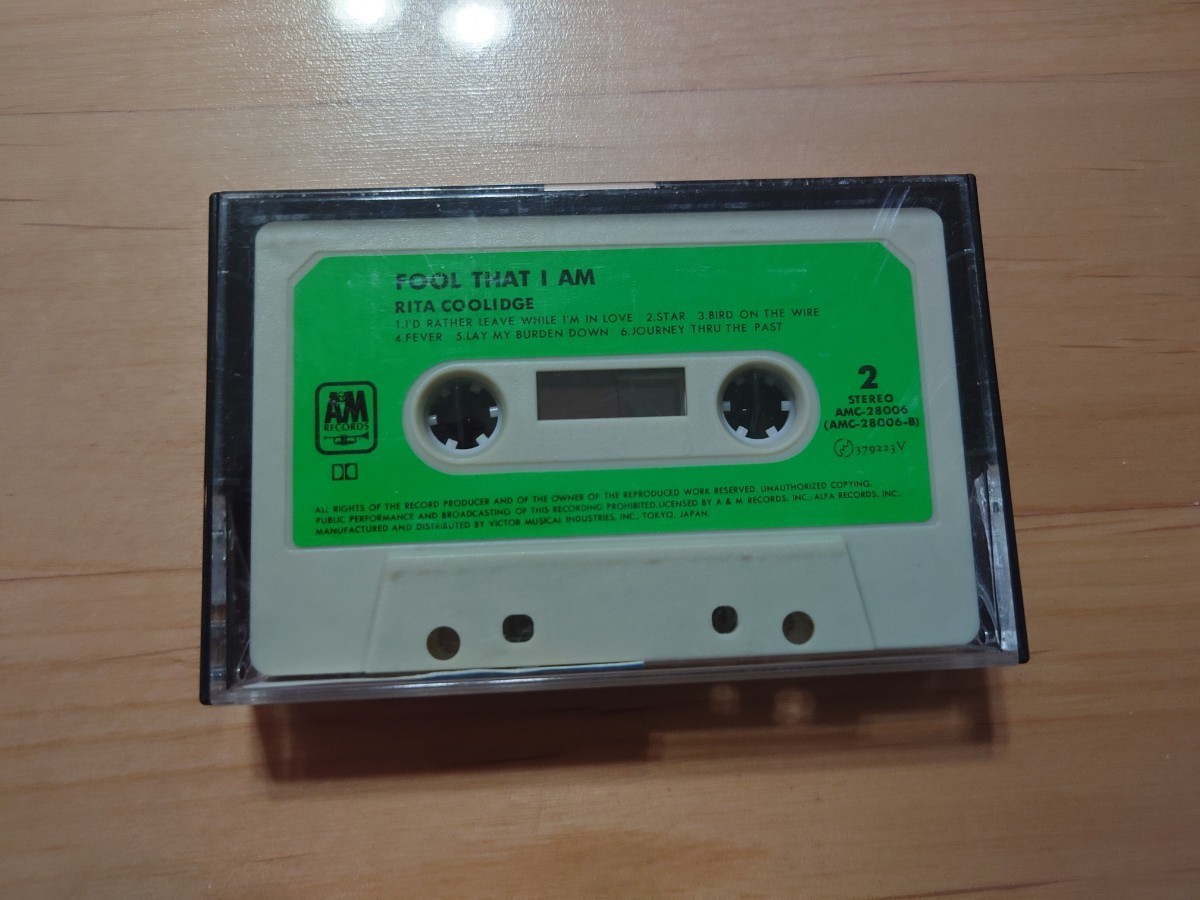 FOOL THAT I AM
RITA COOLIDGE
1.I'D RATHER LEAVE WHILE I'M IN LOVE 2.STAR 3.BIRD ON THE WIRE
4.FEVER 5.LAY MY BURDEN DOWN 6.JOURNEY THRU THE PAST
A&M
RECORDS
2
STEREO
AMC-28006
(AMC-28006-B)
379223V
ALL RIGHTS OF THE RECORD PRODUCER AND OF THE OWNER OF THE REPRODUCED WORK RESERVED. UNAUTHORIZED COPYING,
PUBLIC PERFORMANCE AND BROADCASTING OF THIS RECORDING PROHIBITED.LICENSED BY A & M RECORDS, INC., ALFA RECORDS, INC.
MANUFACTURED AND DISTRIBUTED BY VICTOR MUSICAL INDUSTRIES, INC., TOKYO, JAPAN.